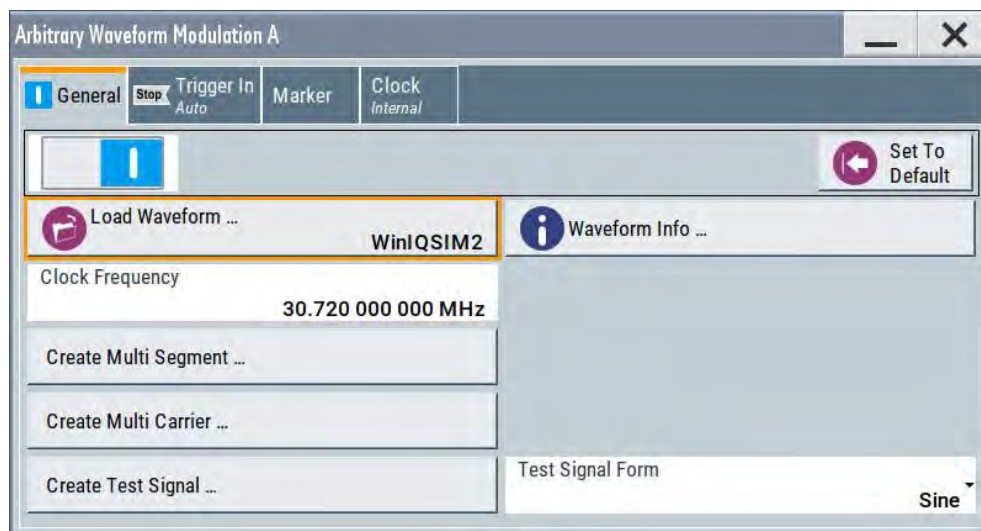 Arbitrary Waveform Modulation A
General
Stop
Trigger In
Auto
Marker
Clock
Internal
Set To
Default
Load Waveform ...
WinIQSIM2
Waveform Info ...
Clock Frequency
30.720 000 000 MHz
Create Multi Segment ...
Create Multi Carrier ...
Create Test Signal ...
Test Signal Form
Sine